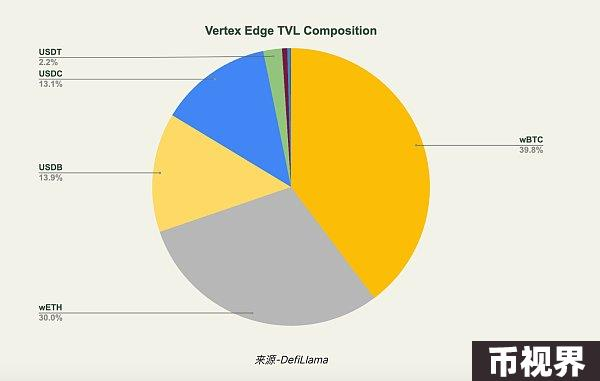 Vertex Edge TVL Composition
USDT
2.2%
USDC
13.1%
wBTC
39.8%
USDB
13.9%
wETH
30.0%
来源-DefiLlama
币视界